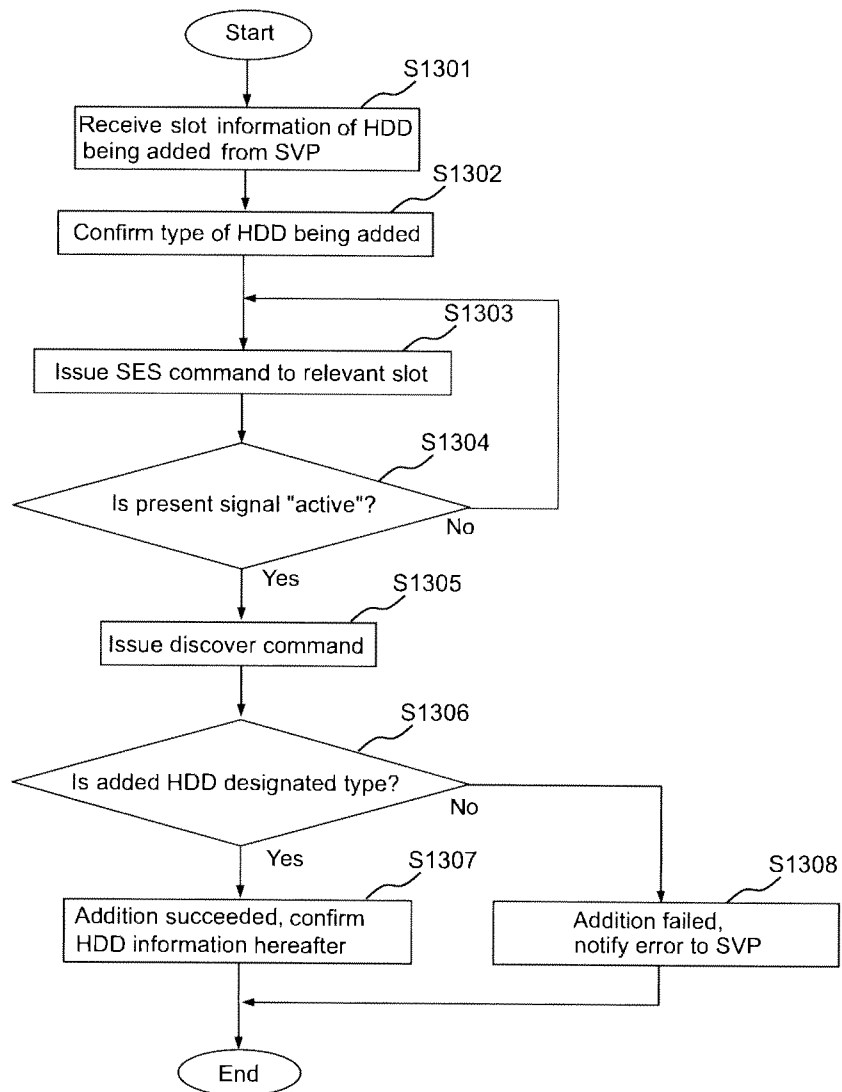 Start
S1301
Receive slot information of HDD
being added from SVP
S1302
Confirm type of HDD being added
S1303
Issue SES command to relevant slot
S1304
Is present signal "active"?
No
Yes
S1305
Issue discover command
S1306
Is added HDD designated type?
No
Yes
S1307
Addition succeeded, confirm
HDD information hereafter
S1308
Addition failed,
notify error to SVP
End